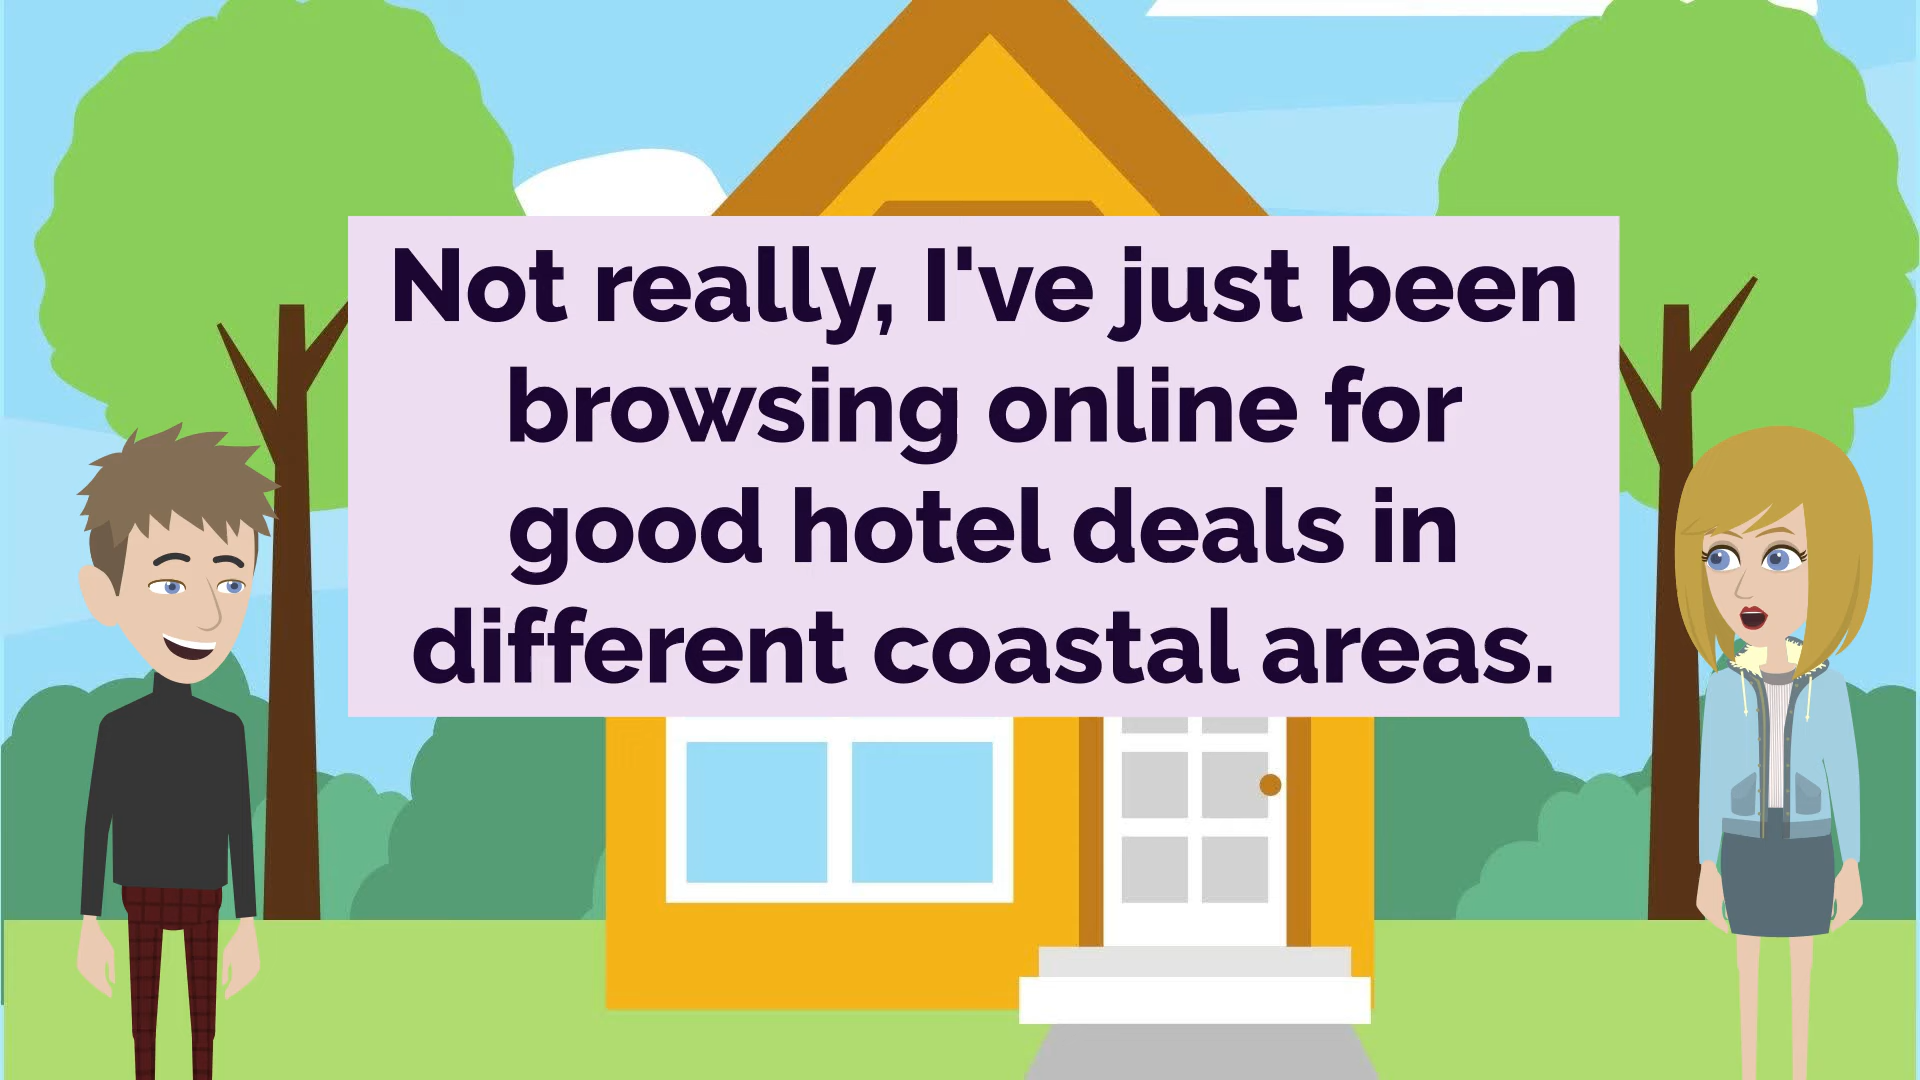 Not really, I've just been
browsing online for
good hotel deals in
different coastal areas.